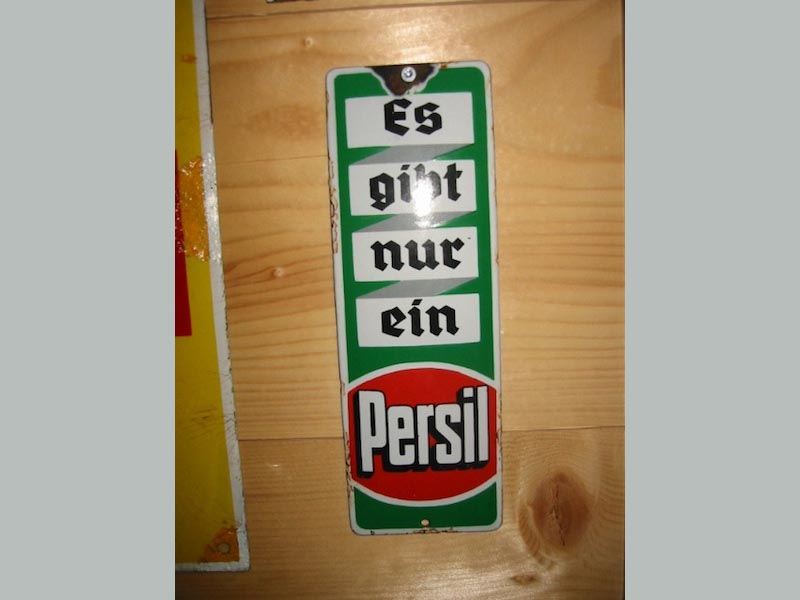 Es
gibt
nur
ein
Persil